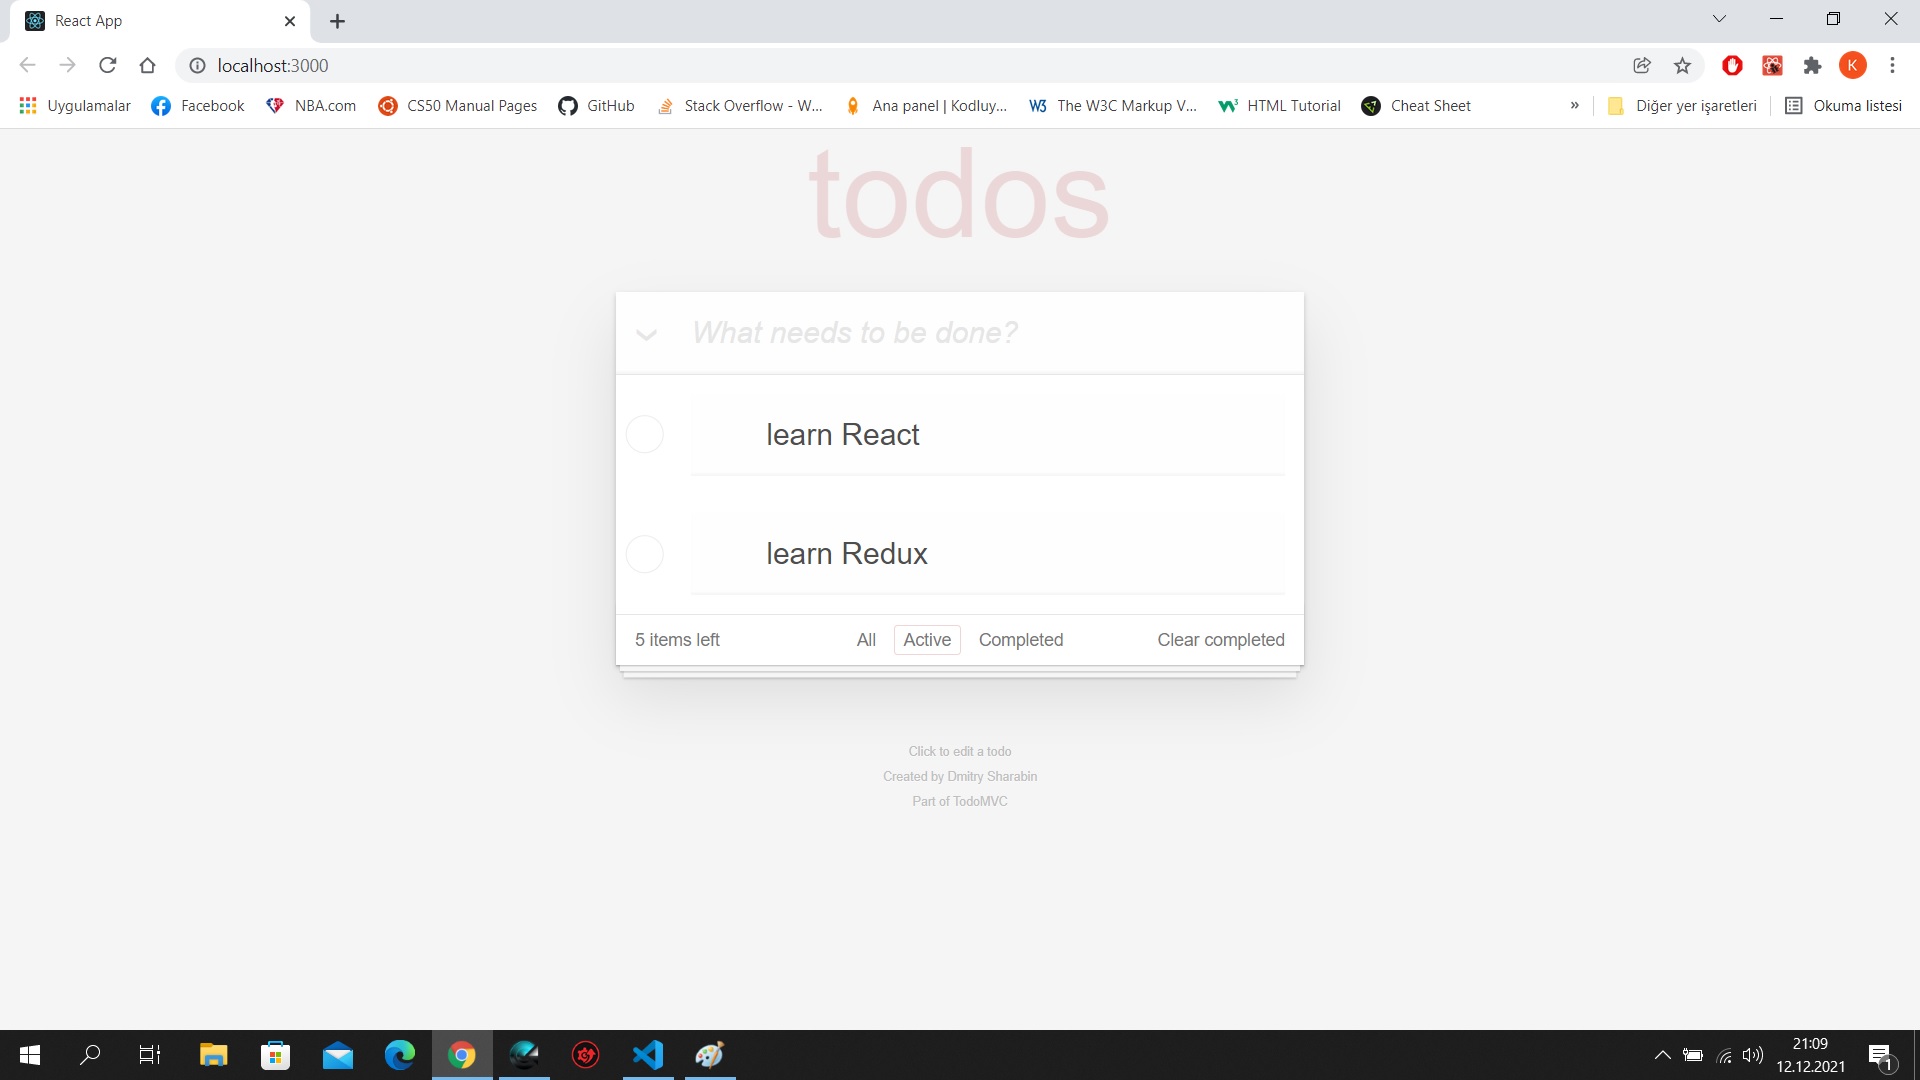 React App
localhost:3000
K
Uygulamalar Facebook NBA.com CS50 Manual Pages GitHub Stack Overflow - W... Ana panel | Kodluy... The W3C Markup V... HTML Tutorial Cheat Sheet » Diğer yer işaretleri Okuma listesi
todos
What needs to be done?
learn React
learn Redux
5 items left All Active Completed Clear completed
Click to edit a todo
Created by Dmitry Sharabin
Part of TodoMVC
21:09
12.12.2021
1